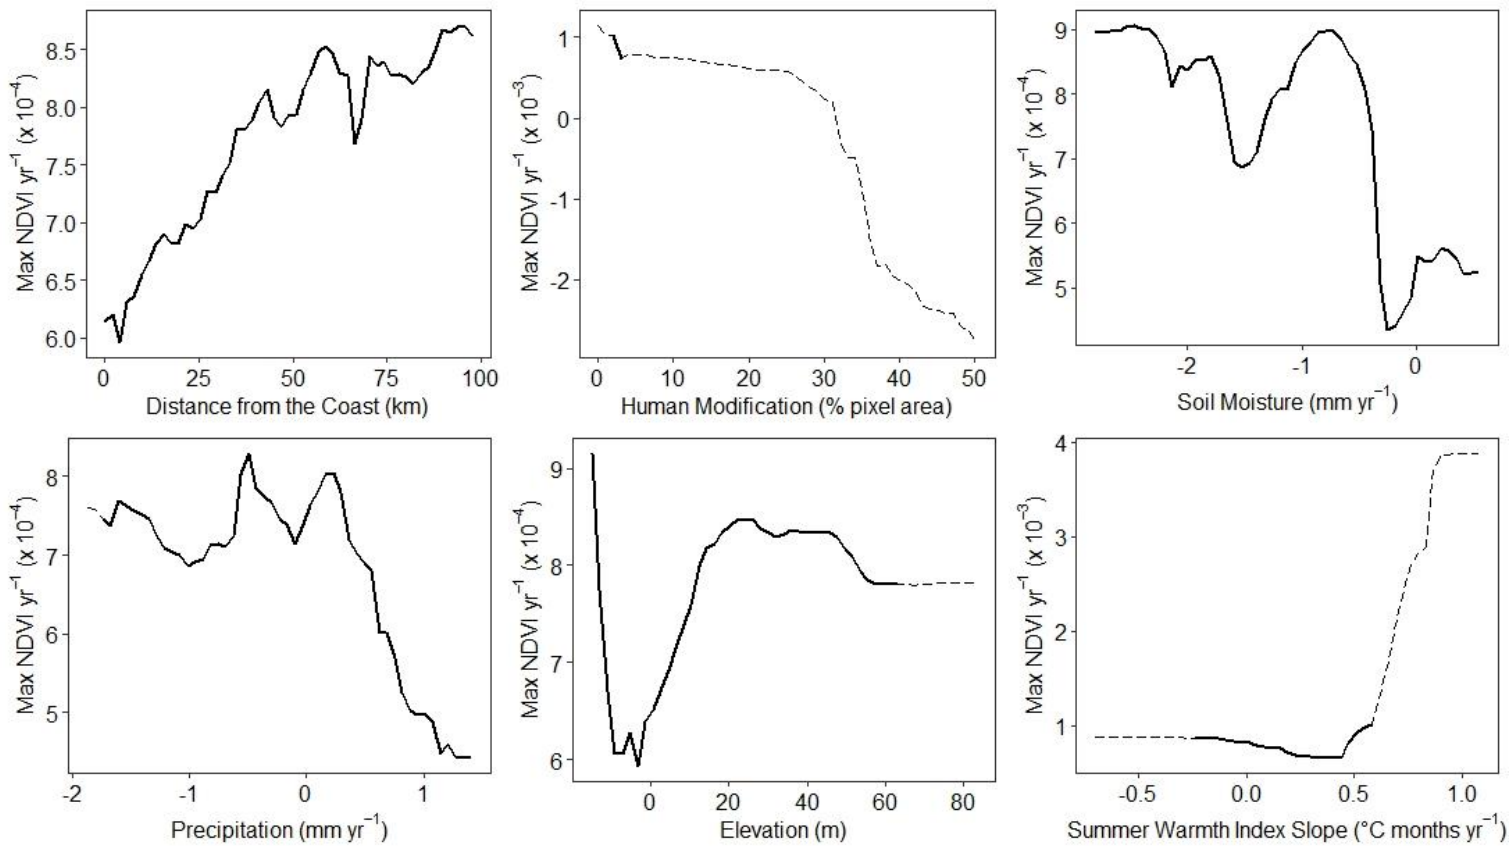 Max NDVI yr⁻¹ (x 10⁻⁴)
8.5
8.0
7.5
7.0
6.5
6.0
0 25 50 75 100
Distance from the Coast (km)
Max NDVI yr⁻¹ (x 10⁻³)
1
0
-1
-2
0 10 20 30 40 50
Human Modification (% pixel area)
Max NDVI yr⁻¹ (x 10⁻⁴)
9
8
7
6
5
-2 -1 0
Soil Moisture (mm yr⁻¹)
Max NDVI yr⁻¹ (x 10⁻⁴)
8
7
6
5
-2 -1 0 1
Precipitation (mm yr⁻¹)
Max NDVI yr⁻¹ (x 10⁻⁴)
9
8
7
6
0 20 40 60 80
Elevation (m)
Max NDVI yr⁻¹ (x 10⁻³)
4
3
2
1
-0.5 0.0 0.5 1.0
Summer Warmth Index Slope (°C months yr⁻¹)